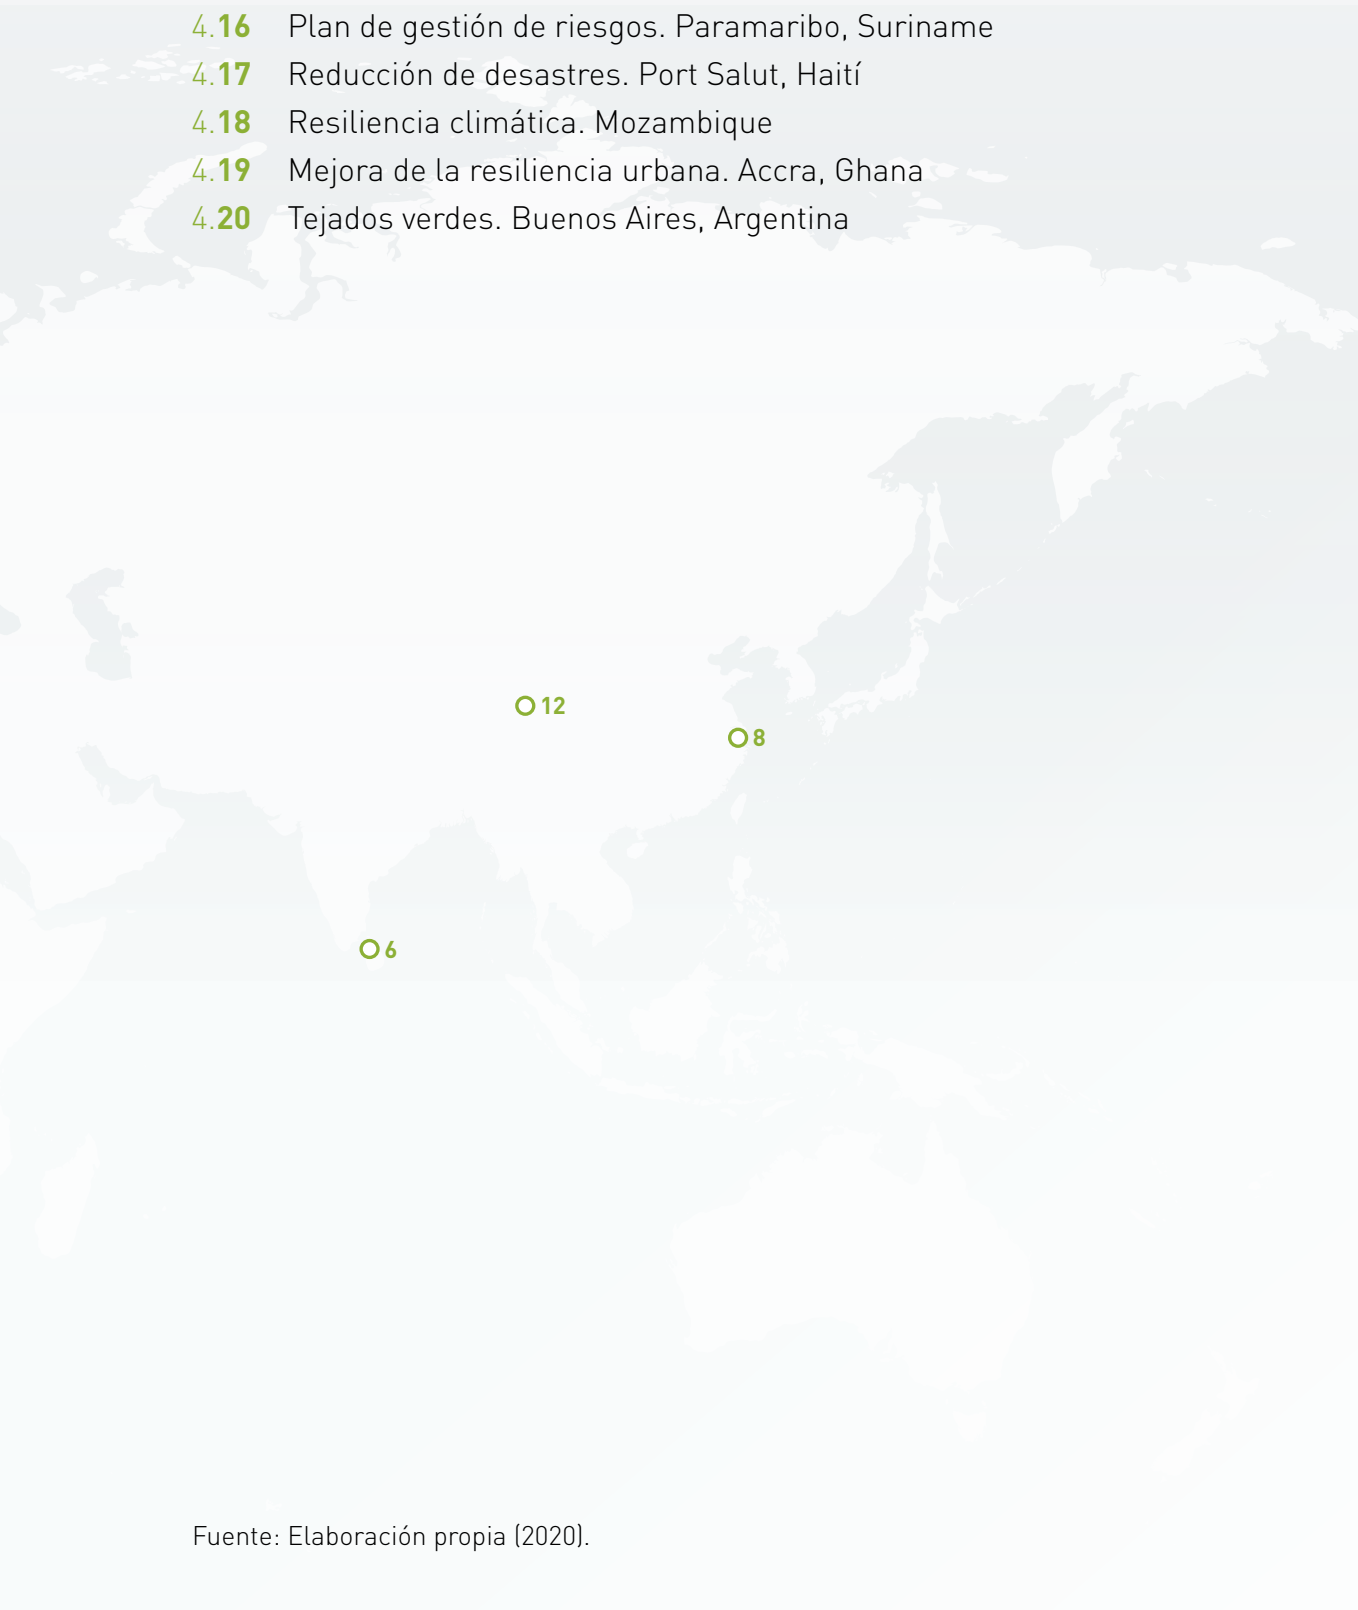 4.16 Plan de gestión de riesgos. Paramaribo, Suriname
4.17 Reducción de desastres. Port Salut, Haití
4.18 Resiliencia climática. Mozambique
4.19 Mejora de la resiliencia urbana. Accra, Ghana
4.20 Tejados verdes. Buenos Aires, Argentina
12
8
6
Fuente: Elaboración propia (2020).